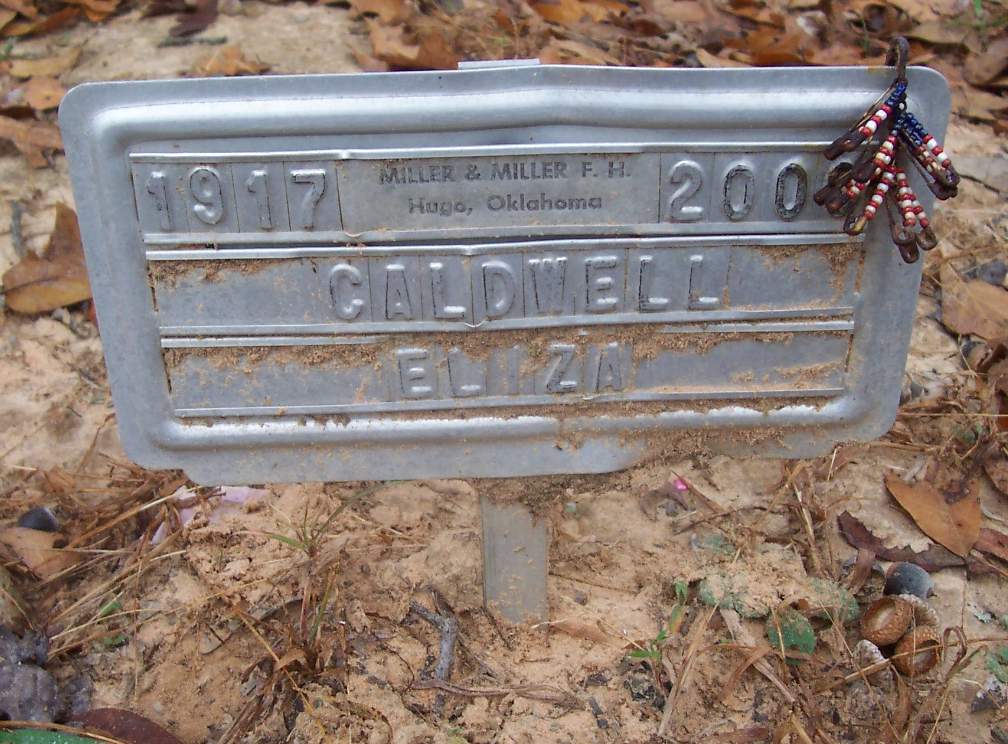 1917
MILLER & MILLER F. H.
Hugo, Oklahoma
200
CALDWELL
ELIZA